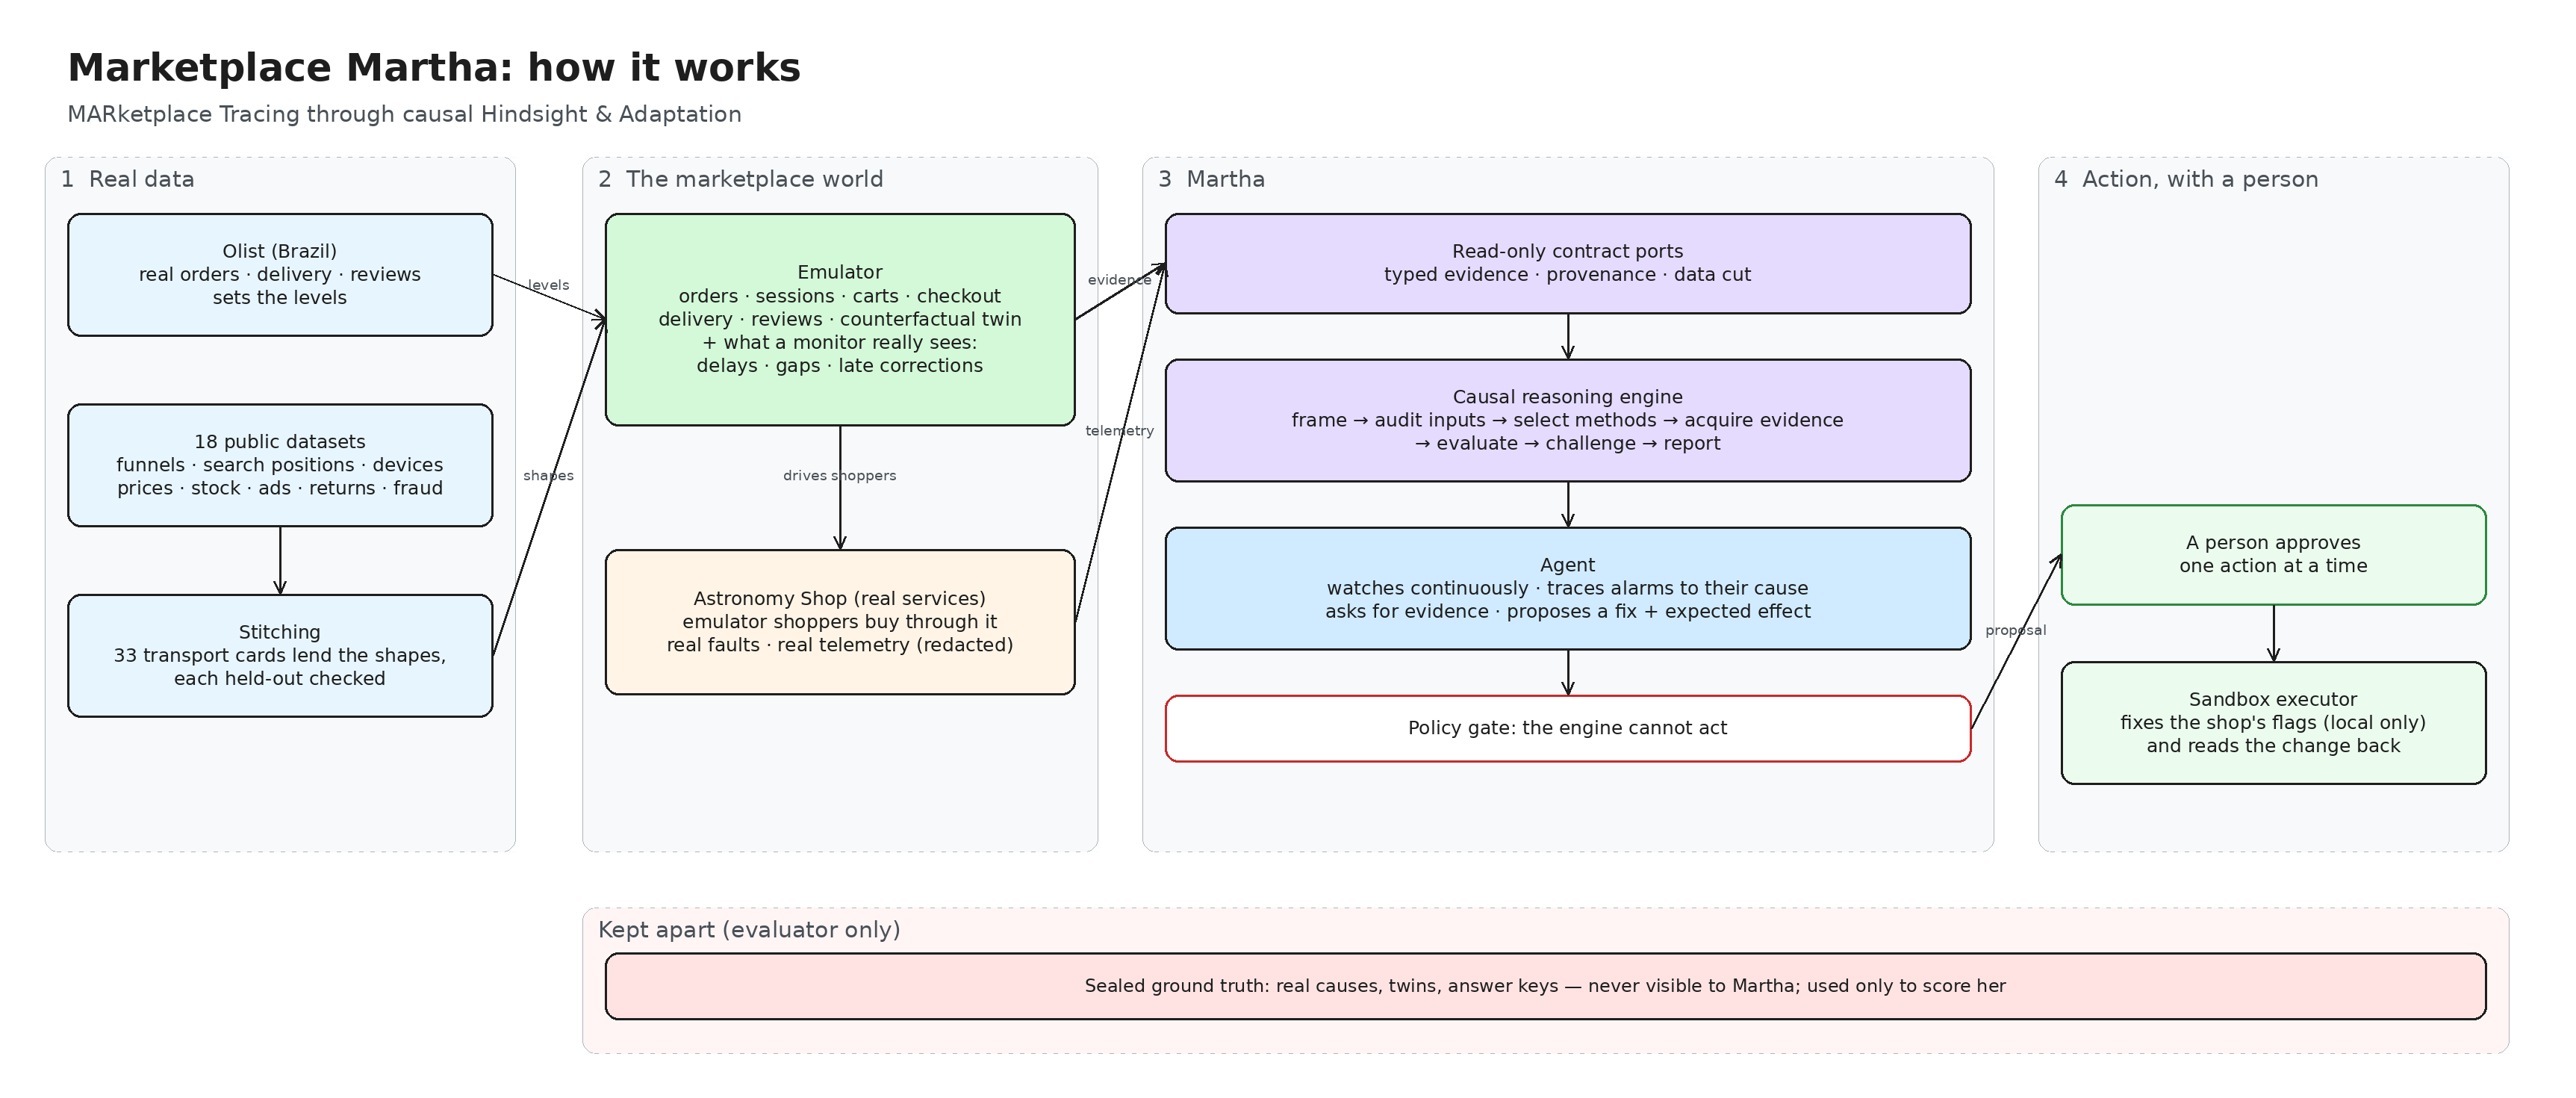 Marketplace Martha: how it works
MARketplace Tracing through causal Hindsight & Adaptation
1 Real data
Olist (Brazil)
real orders · delivery · reviews
sets the levels
18 public datasets
funnels · search positions · devices
prices · stock · ads · returns · fraud
Stitching
33 transport cards lend the shapes,
each held-out checked
levels
shapes
2 The marketplace world
Emulator
orders · sessions · carts · checkout
delivery · reviews · counterfactual twin
+ what a monitor really sees:
delays · gaps · late corrections
drives shoppers
Astronomy Shop (real services)
emulator shoppers buy through it
real faults · real telemetry (redacted)
evidence
telemetry
3 Martha
Read-only contract ports
typed evidence · provenance · data cut
Causal reasoning engine
frame → audit inputs → select methods → acquire evidence
→ evaluate → challenge → report
Agent
watches continuously · traces alarms to their cause
asks for evidence · proposes a fix + expected effect
Policy gate: the engine cannot act
proposal
4 Action, with a person
A person approves
one action at a time
Sandbox executor
fixes the shop's flags (local only)
and reads the change back
Kept apart (evaluator only)
Sealed ground truth: real causes, twins, answer keys — never visible to Martha; used only to score her